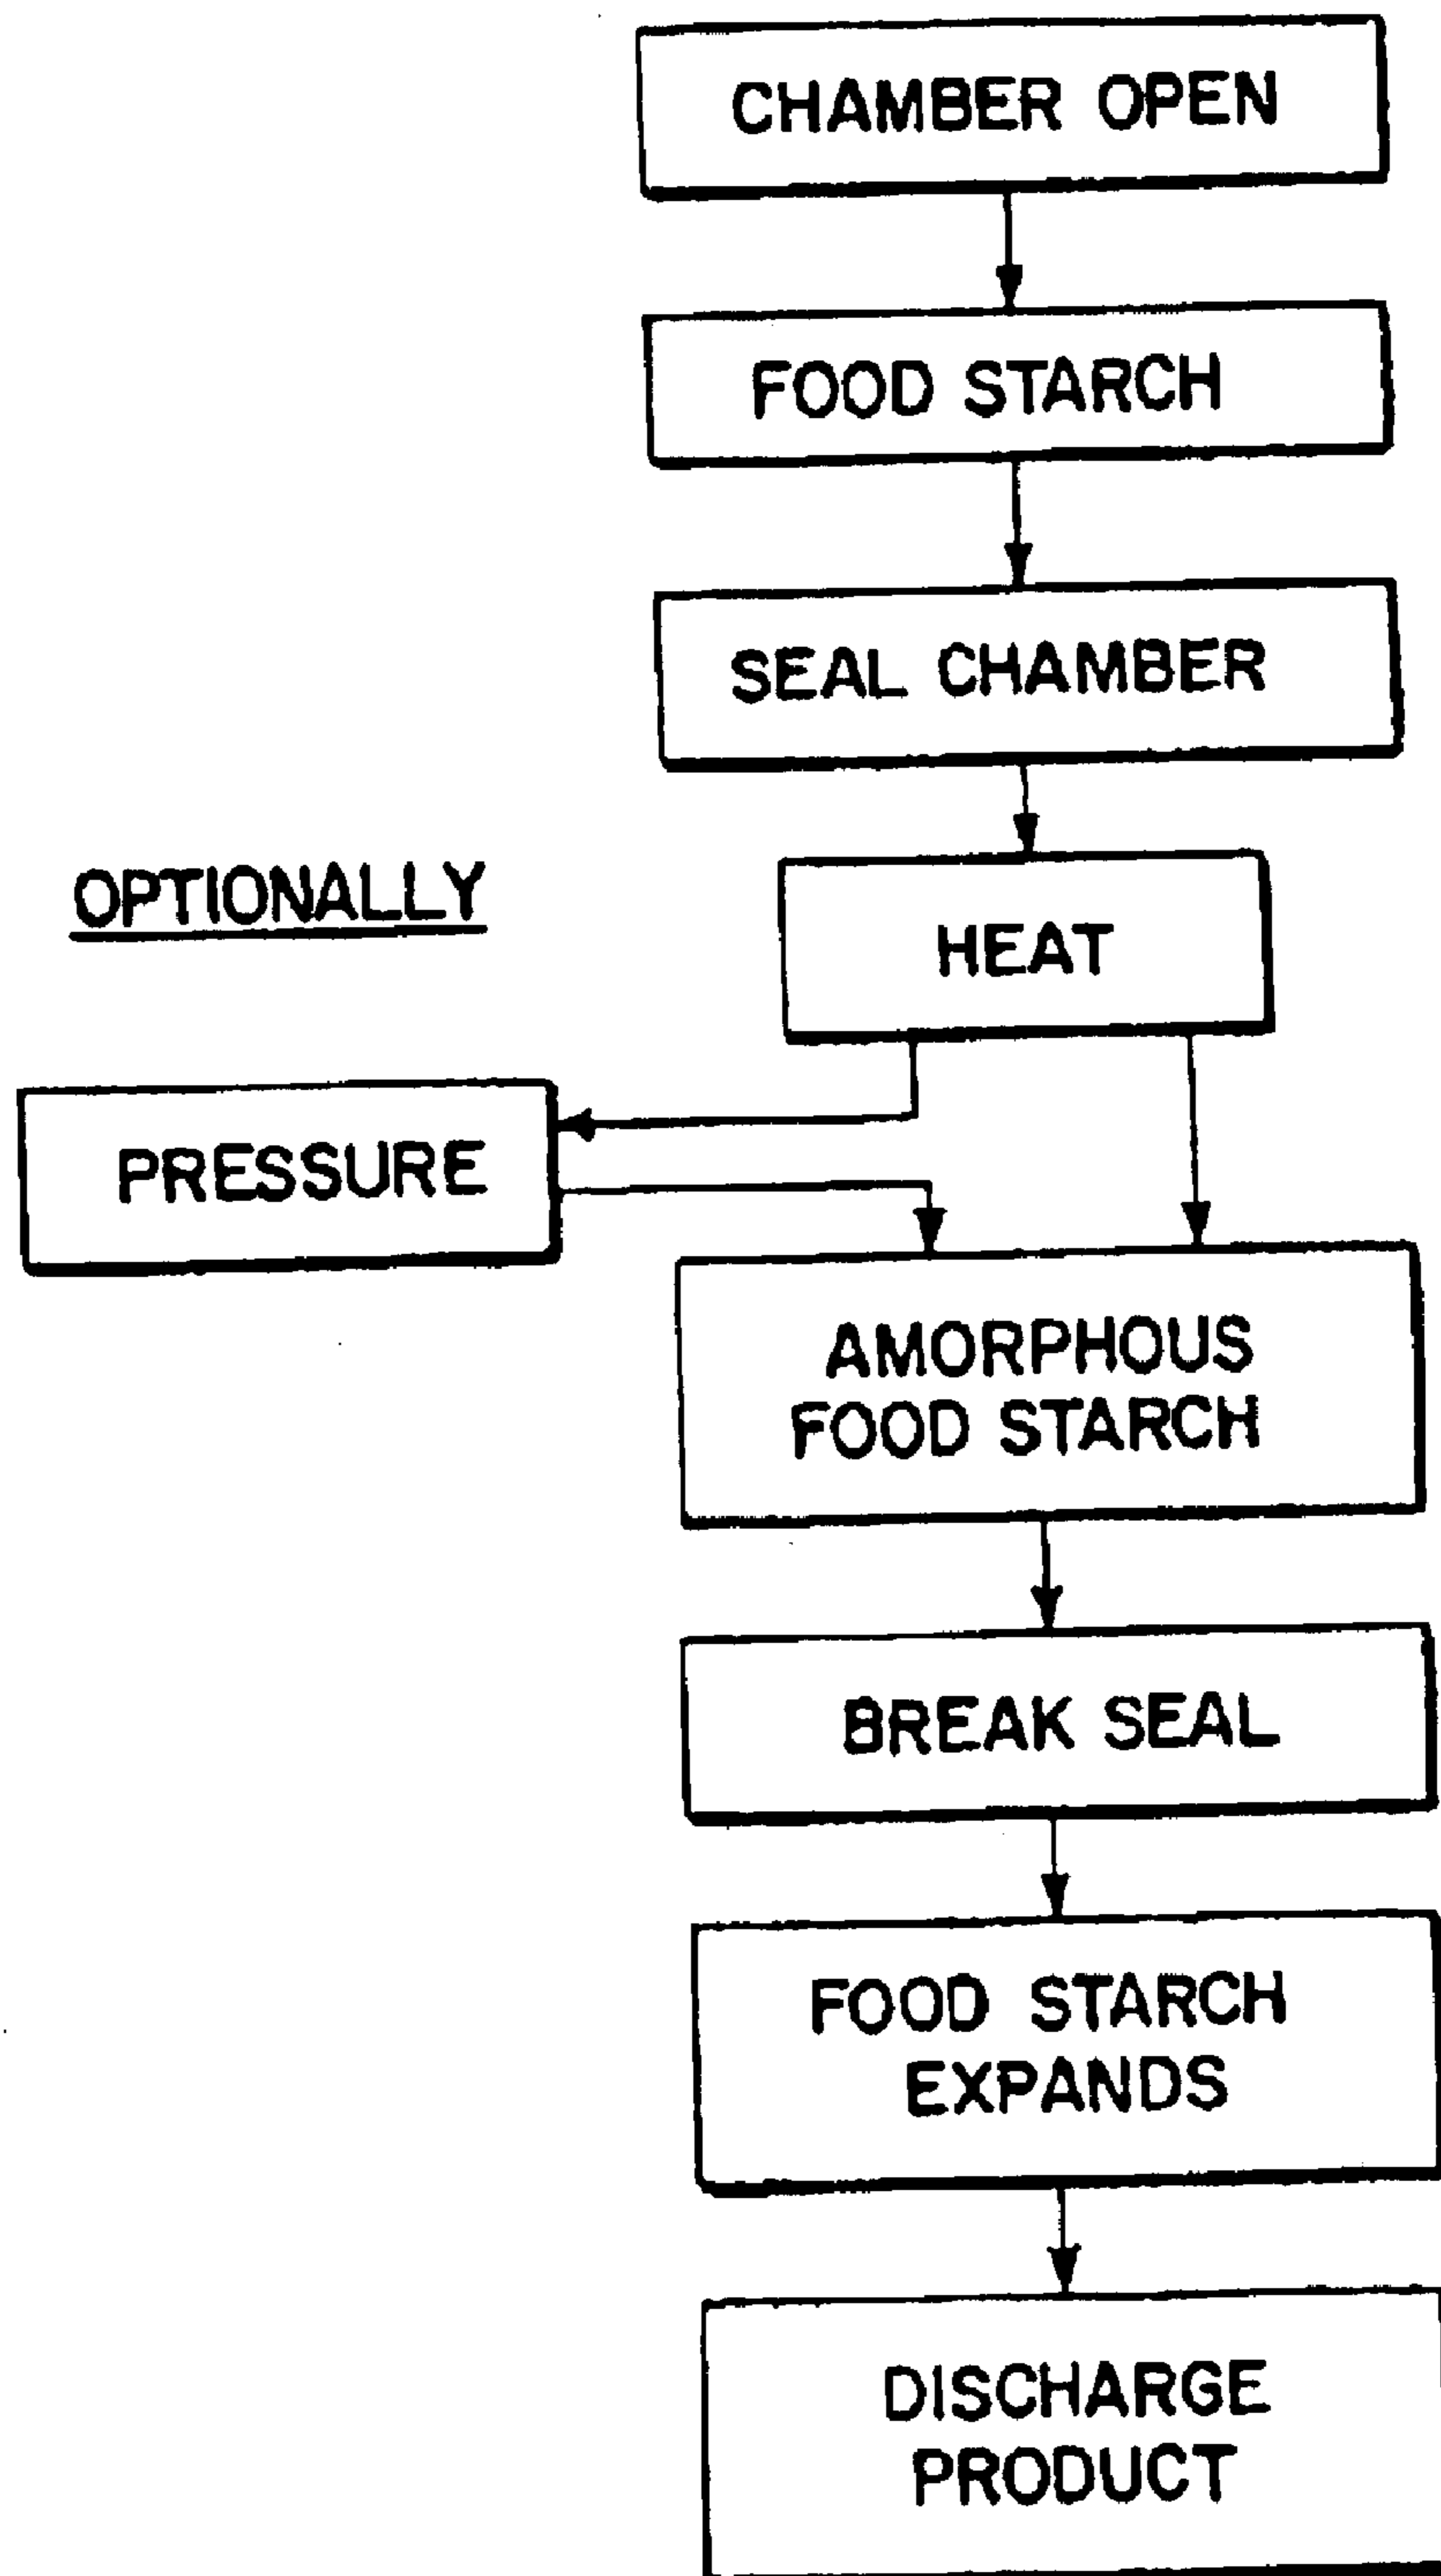 CHAMBER OPEN
FOOD STARCH
SEAL CHAMBER
OPTIONALLY
HEAT
PRESSURE
AMORPHOUS
FOOD STARCH
BREAK SEAL
FOOD STARCH
EXPANDS
DISCHARGE
PRODUCT